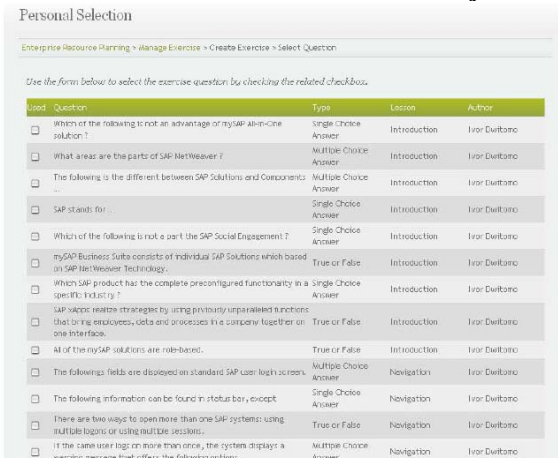 Personal Selection
Enterprise Resource Planning > Manage Exercise > Create Exercise > Select Question
Use the form below to select the exercise question by checking the related checkbox.
Used Question Type Lesson Author
Which of the following is not an advantage of mySAP All-in-One Single Choice
solution ? Answer Introduction Ivor Dwitomo
What areas are the parts of SAP NetWeaver ? Multiple Choice
Answer Introduction Ivor Dwitomo
The following is the different between SAP Solutions and Components Multiple Choice
... Answer Introduction Ivor Dwitomo
SAP stands for .. Single Choice
Answer Introduction Ivor Dwitomo
Which of the following is not a part the SAP Social Engagement ? Single Choice
Answer Introduction Ivor Dwitomo
mySAP Business Suite consists of individual SAP Solutions which based
on SAP NetWeaver Technology. True or False Introduction Ivor Dwitomo
Which SAP product has the complete preconfigured functionality in a Single Choice
spesific industry ? Answer Introduction Ivor Dwitomo
SAP xApps realize strategies by using priviously unparalleled functions
that bring employees, data and processes in a company together on True or False Introduction Ivor Dwitomo
one interface.
All of the mySAP solutions are role-based. True or False Introduction Ivor Dwitomo
The followings fields are displayed on standard SAP user login screen. Multiple Choice
Answer Navigation Ivor Dwitomo
The following information can be found in status bar, except Single Choice
Answer Navigation Ivor Dwitomo
There are two ways to open more than one SAP systems: using
multiple logons or using multiple sessions. True or False Navigation Ivor Dwitomo
If the same user logs on more than once, the system displays a Multiple Choice
warning message that offers the following options Answer Navigation Ivor Dwitomo